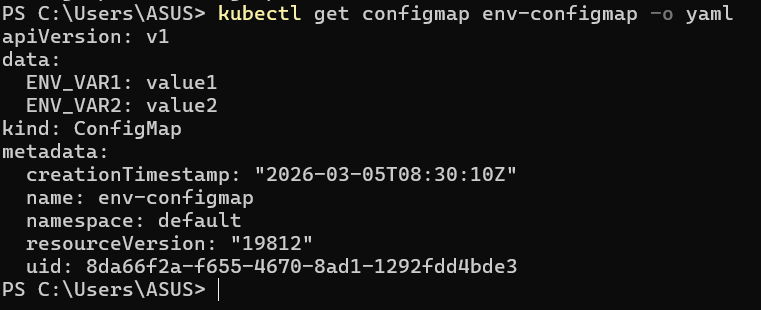 PS C:\Users\ASUS> kubectl get configmap env-configmap -o yaml
apiVersion: v1
data:
  ENV_VAR1: value1
  ENV_VAR2: value2
kind: ConfigMap
metadata:
  creationTimestamp: "2026-03-05T08:30:10Z"
  name: env-configmap
  namespace: default
  resourceVersion: "19812"
  uid: 8da66f2a-f655-4670-8ad1-1292fdd4bde3
PS C:\Users\ASUS>